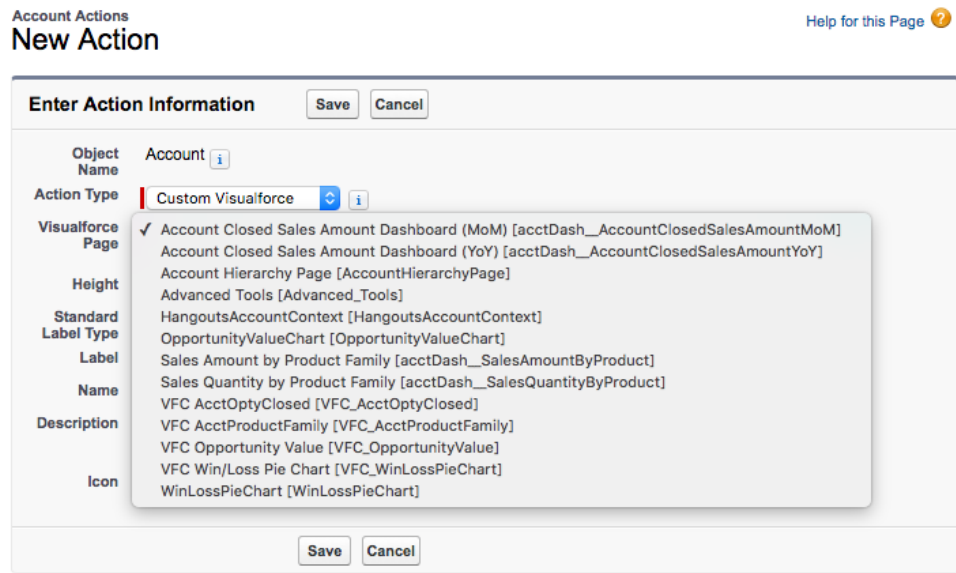 Account Actions
New Action
Help for this Page ?
Enter Action Information Save Cancel
Object Name Account i
Action Type Custom Visualforce i
Visualforce Page
✓ Account Closed Sales Amount Dashboard (MoM) [acctDash__AccountClosedSalesAmountMoM]
Account Closed Sales Amount Dashboard (YoY) [acctDash__AccountClosedSalesAmountYoY]
Account Hierarchy Page [AccountHierarchyPage]
Advanced Tools [Advanced_Tools]
HangoutsAccountContext [HangoutsAccountContext]
OpportunityValueChart [OpportunityValueChart]
Sales Amount by Product Family [acctDash__SalesAmountByProduct]
Sales Quantity by Product Family [acctDash__SalesQuantityByProduct]
VFC AcctOptyClosed [VFC_AcctOptyClosed]
VFC AcctProductFamily [VFC_AcctProductFamily]
VFC Opportunity Value [VFC_OpportunityValue]
VFC Win/Loss Pie Chart [VFC_WinLossPieChart]
WinLossPieChart [WinLossPieChart]
Height
Standard Label Type
Label
Name
Description
Icon
Save Cancel